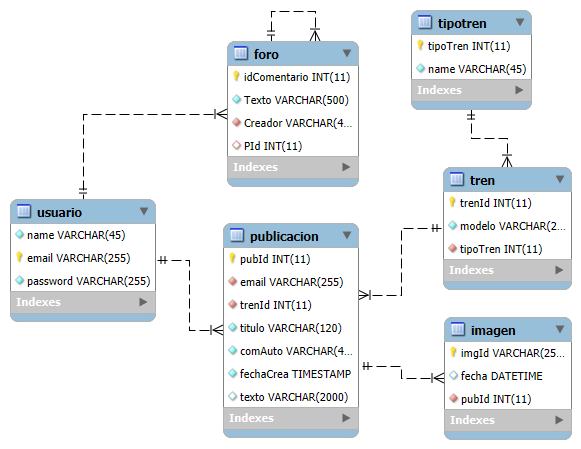 foro
idComentario INT(11)
Texto VARCHAR(500)
Creador VARCHAR(4...
PId INT(11)
Indexes
tipotren
tipoTren INT(11)
name VARCHAR(45)
Indexes
usuario
name VARCHAR(45)
email VARCHAR(255)
password VARCHAR(255)
Indexes
publicacion
pubId INT(11)
email VARCHAR(255)
trenId INT(11)
titulo VARCHAR(120)
comAuto VARCHAR(4...
fechaCrea TIMESTAMP
texto VARCHAR(2000)
Indexes
tren
trenId INT(11)
modelo VARCHAR(2...
tipoTren INT(11)
Indexes
imagen
imgId VARCHAR(25...
fecha DATETIME
pubId INT(11)
Indexes